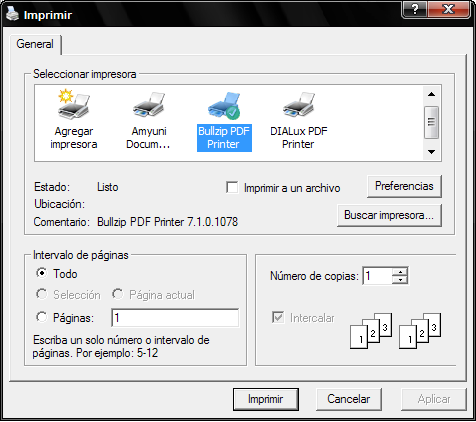 Imprimir
General
Seleccionar impresora
Agregar impresora
Amyuni Docum...
Bullzip PDF Printer
DIALux PDF Printer
Estado: Listo
Imprimir a un archivo
Preferencias
Ubicación:
Comentario: Bullzip PDF Printer 7.1.0.1078
Buscar impresora...
Intervalo de páginas
Todo
Selección
Página actual
Páginas: 1
Escriba un solo número o intervalo de
páginas. Por ejemplo: 5-12
Número de copias: 1
Intercalar
1 2 3
1 2 3
Imprimir
Cancelar
Aplicar